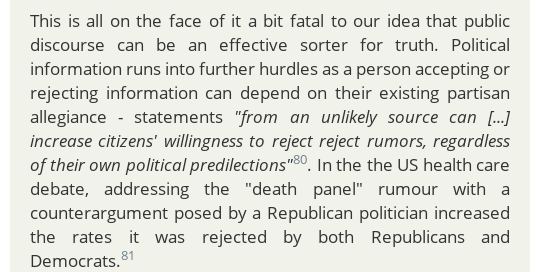 This is all on the face of it a bit fatal to our idea that public
discourse can be an effective sorter for truth. Political
information runs into further hurdles as a person accepting or
rejecting information can depend on their existing partisan
allegiance - statements "from an unlikely source can [...]
increase citizens' willingness to reject reject rumors, regardless
of their own political predilections"80. In the the US health care
debate, addressing the "death panel" rumour with a
counterargument posed by a Republican politician increased
the rates it was rejected by both Republicans and
Democrats.81